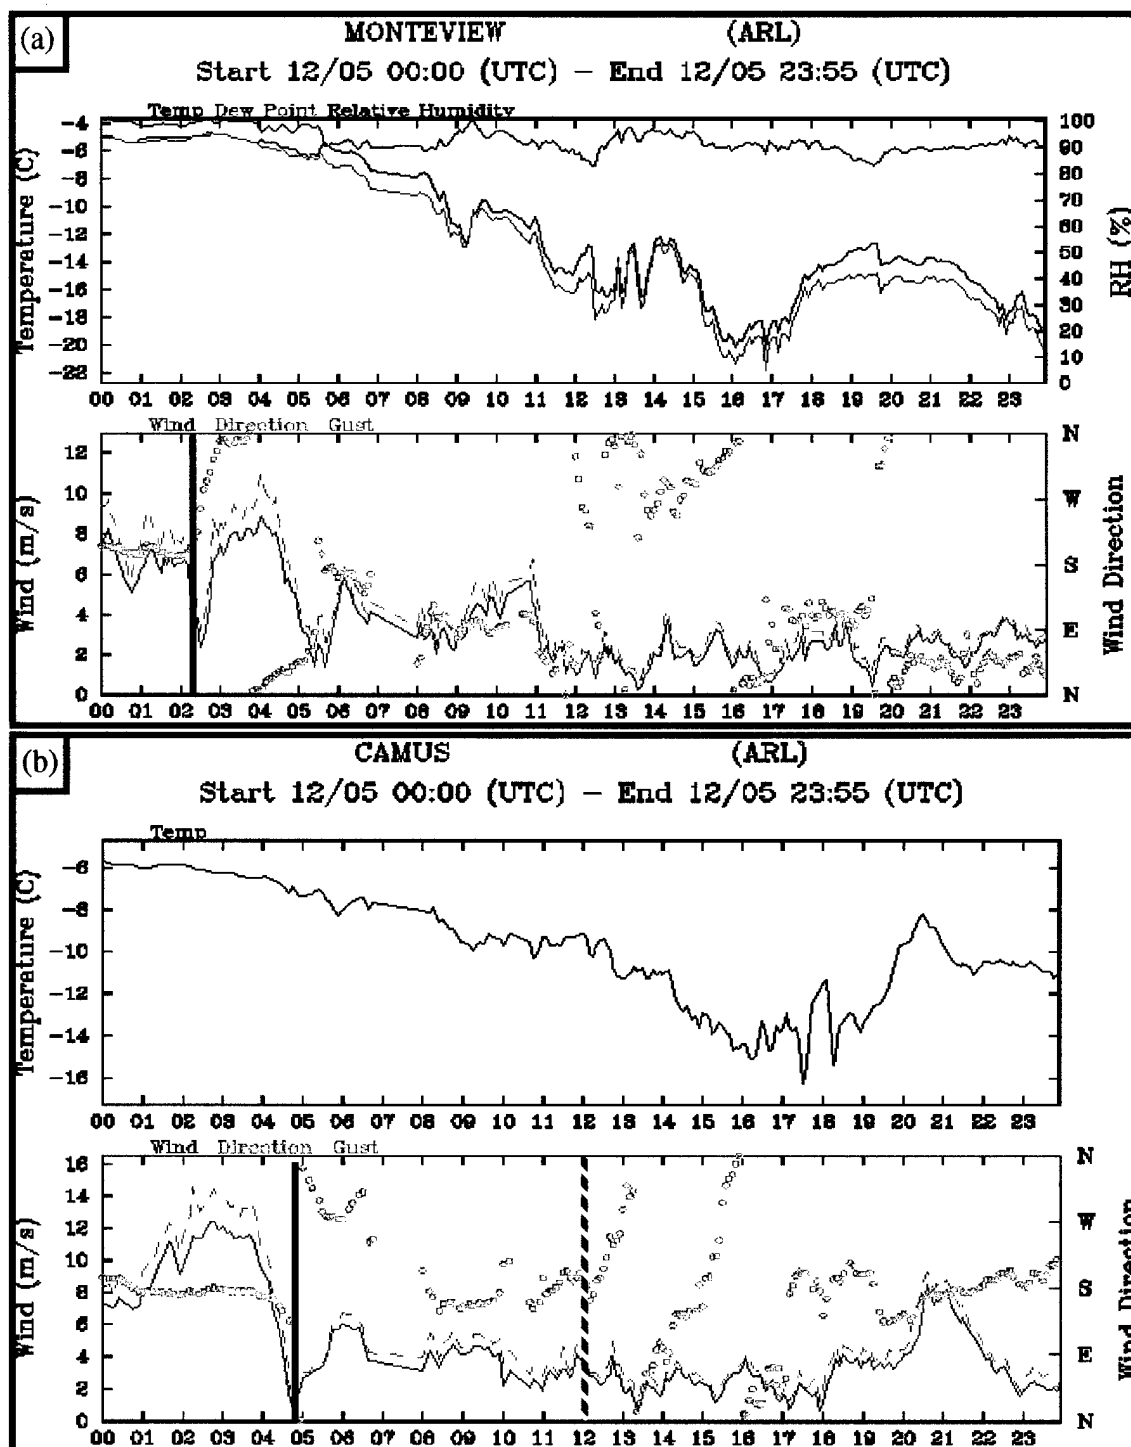 (a)
MONTEVIEW (ARL)
Start 12/05 00:00 (UTC) – End 12/05 23:55 (UTC)
Temp Dew Point Relative Humidity
Temperature (C)
-4
-6
-8
-10
-12
-14
-16
-18
-20
-22
100
90
80
70
60
50
40
30
20
10
0
RH (%)
00 01 02 03 04 05 06 07 08 09 10 11 12 13 14 15 16 17 18 19 20 21 22 23
Wind Direction Gust
Wind (m/s)
12
10
8
6
4
2
0
N
W
S
E
N
Wind Direction
00 01 02 03 04 05 06 07 08 09 10 11 12 13 14 15 16 17 18 19 20 21 22 23
(b)
CAMUS (ARL)
Start 12/05 00:00 (UTC) – End 12/05 23:55 (UTC)
Temp
Temperature (C)
-6
-8
-10
-12
-14
-16
00 01 02 03 04 05 06 07 08 09 10 11 12 13 14 15 16 17 18 19 20 21 22 23
Wind Direction Gust
Wind (m/s)
16
14
12
10
8
6
4
2
0
N
W
S
E
N
Wind Direction
00 01 02 03 04 05 06 07 08 09 10 11 12 13 14 15 16 17 18 19 20 21 22 23